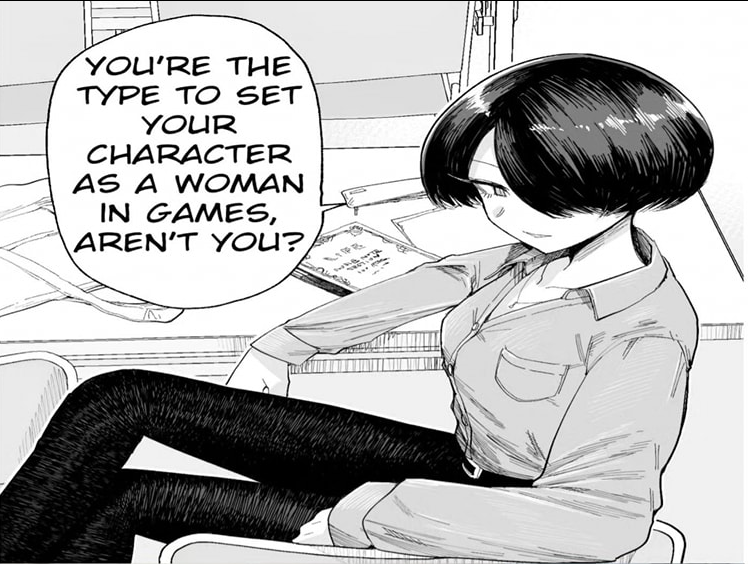 YOU'RE THE
TYPE TO SET
YOUR
CHARACTER
AS A WOMAN
IN GAMES,
AREN'T YOU?